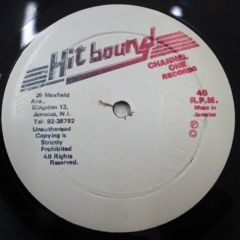 Hit bound
CHANNEL
ONE
RECORDS
29 Maxfield
Ave.,
Kingston 13,
Jamaica, W.I.
Tel: 92-38792
Unauthorised
Copying is
Strictly
Prohibited
All Rights
Reserved.
45
R.P.M.
Made in
Jamaica